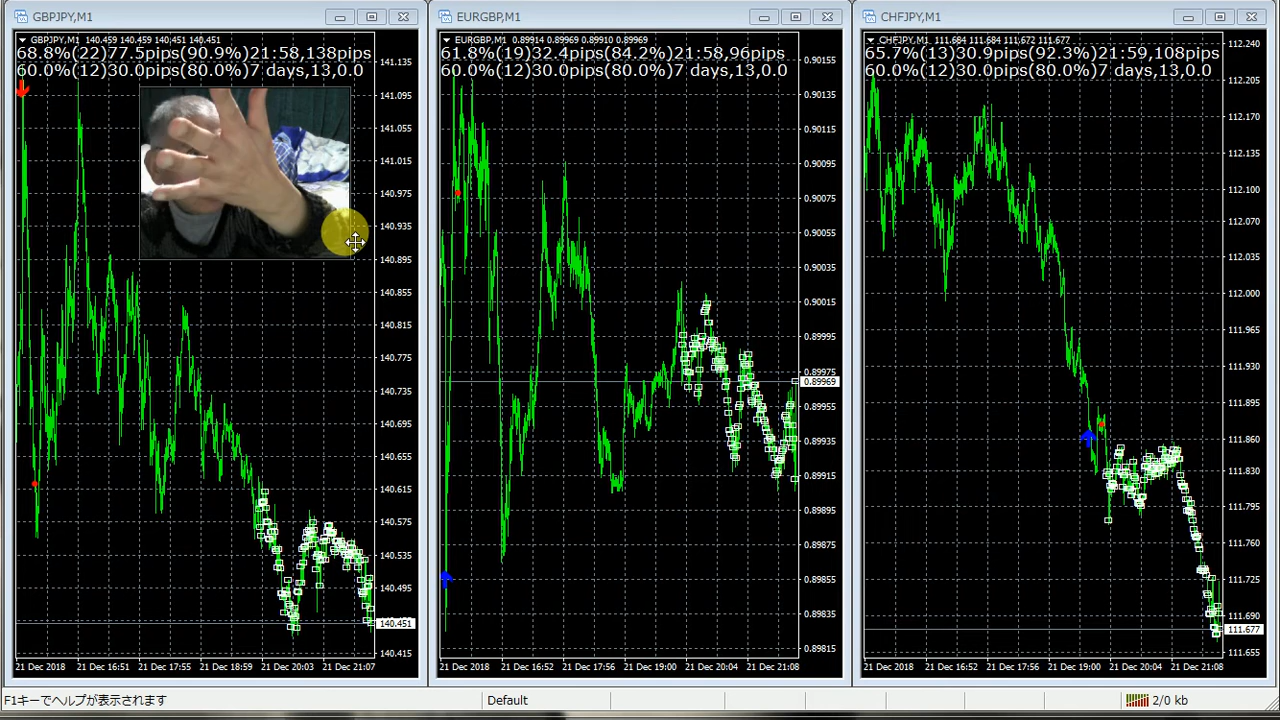 GBPJPY,M1
GBPJPY,M1 140.459 140.459 140.451 140.451
68.8%(22)77.5pips(90.9%)21:58,138pips
60.0%(12)30.0pips(80.0%)7 days,13,0.0
141.135
141.095
141.055
141.015
140.975
140.935
140.895
140.855
140.815
140.775
140.735
140.695
140.655
140.615
140.575
140.535
140.495
140.451
140.415
21 Dec 2018
21 Dec 16:51
21 Dec 17:55
21 Dec 18:59
21 Dec 20:03
21 Dec 21:07
EURGBP,M1
EURGBP,M1 0.89914 0.89969 0.89910 0.89969
61.8%(19)32.4pips(84.2%)21:58,96pips
60.0%(12)30.0pips(80.0%)7 days,13,0.0
0.90155
0.90135
0.90115
0.90095
0.90075
0.90055
0.90035
0.90015
0.89995
0.89975
0.89969
0.89955
0.89935
0.89915
0.89895
0.89875
0.89855
0.89835
0.89815
21 Dec 2018
21 Dec 16:52
21 Dec 17:56
21 Dec 19:00
21 Dec 20:04
21 Dec 21:08
CHFJPY,M1
CHFJPY,M1 111.684 111.684 111.672 111.677
65.7%(13)30.9pips(92.3%)21:59,108pips
60.0%(12)30.0pips(80.0%)7 days,13,0.0
112.240
112.205
112.170
112.135
112.100
112.070
112.035
112.000
111.965
111.930
111.895
111.860
111.830
111.795
111.760
111.725
111.690
111.677
111.655
21 Dec 2018
21 Dec 16:52
21 Dec 17:56
21 Dec 19:00
21 Dec 20:04
21 Dec 21:08
F1キーでヘルプが表示されます
Default
2/0 kb